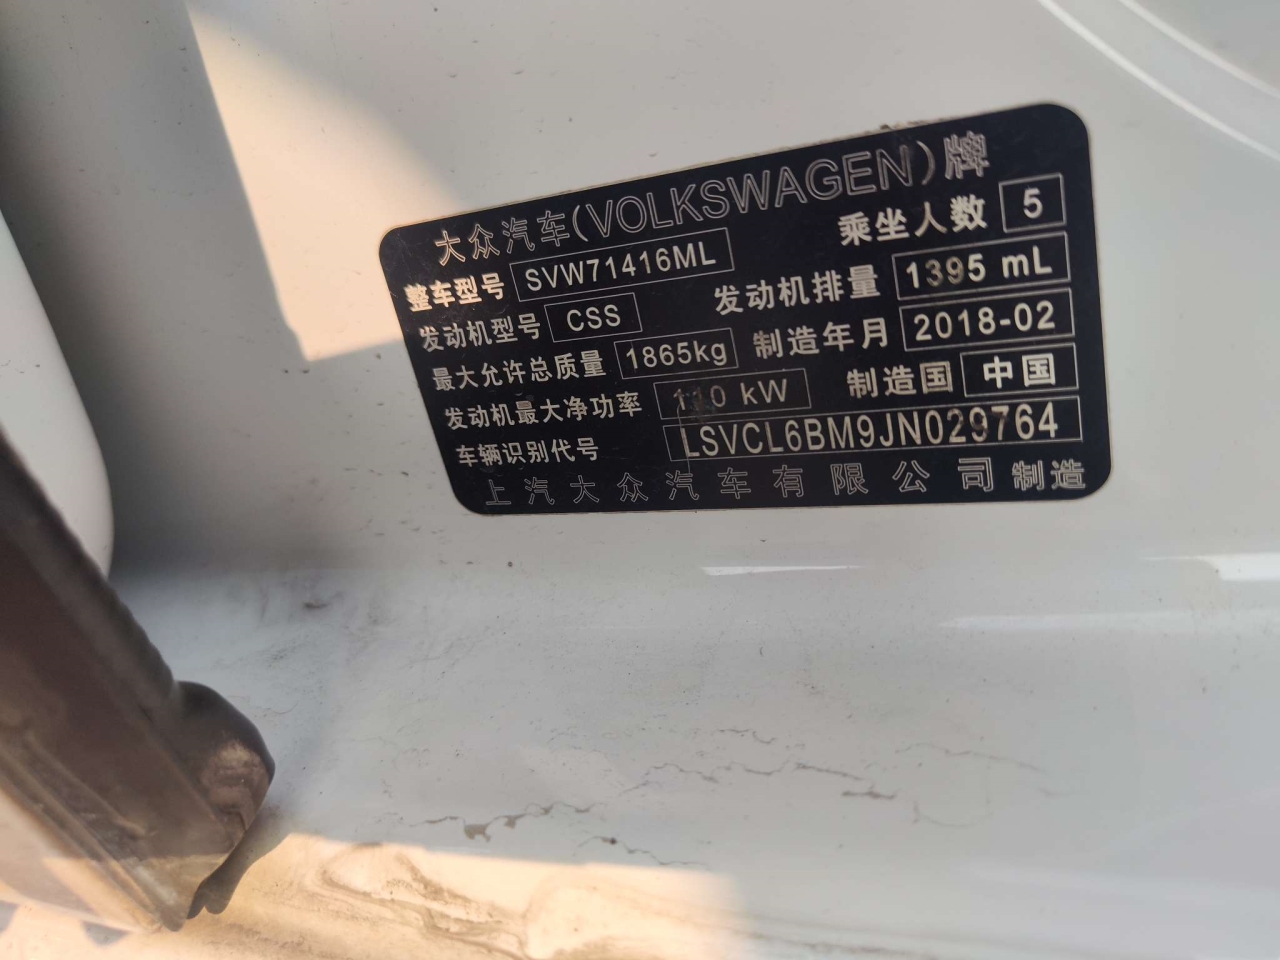 大众汽车(VOLKSWAGEN)牌
整车型号 SVW71416ML 乘坐人数 5
发动机型号 CSS 发动机排量 1395 mL
最大允许总质量 1865kg 制造年月 2018-02
发动机最大净功率 110 kW 制造国 中国
车辆识别代号 LSVCL6BM9JN029764
上汽大众汽车有限公司制造